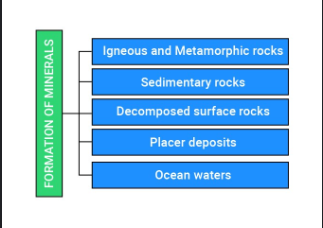 FORMATION OF MINERALS
Igneous and Metamorphic rocks
Sedimentary rocks
Decomposed surface rocks
Placer deposits
Ocean waters